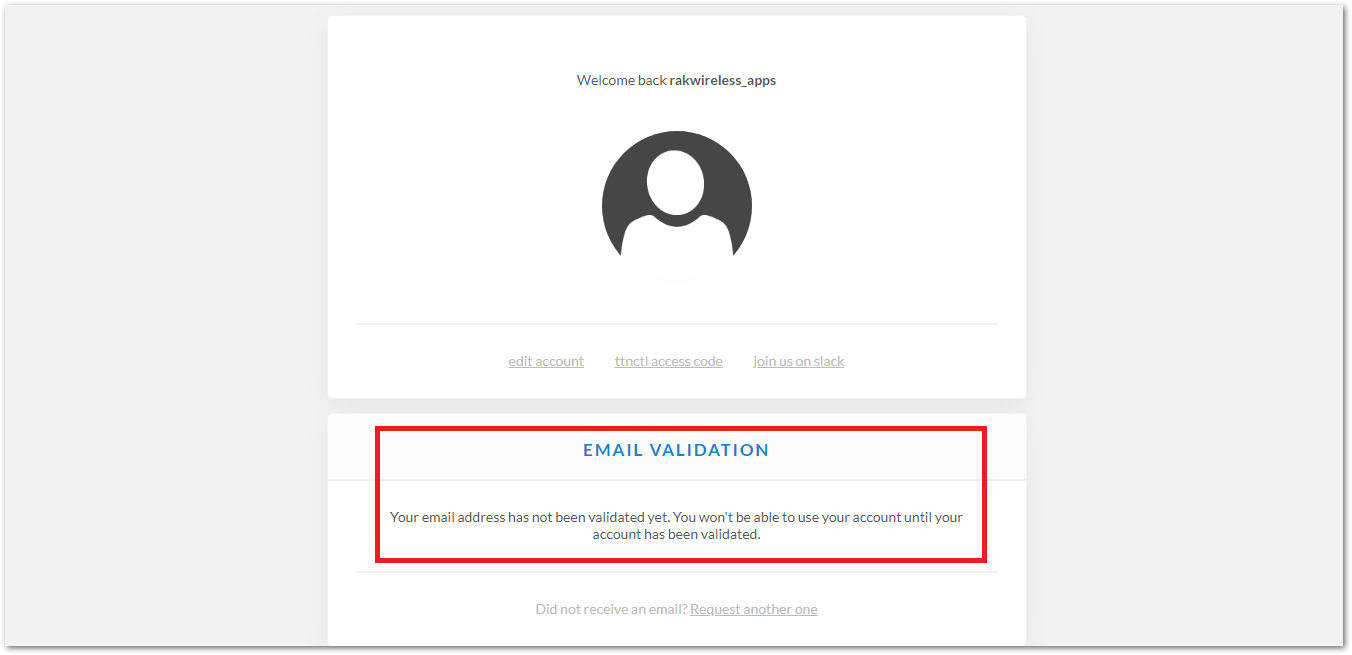 Welcome back rakwireless_apps
edit account ttnctl access code join us on slack
EMAIL VALIDATION
Your email address has not been validated yet. You won't be able to use your account until your
account has been validated.
Did not receive an email? Request another one